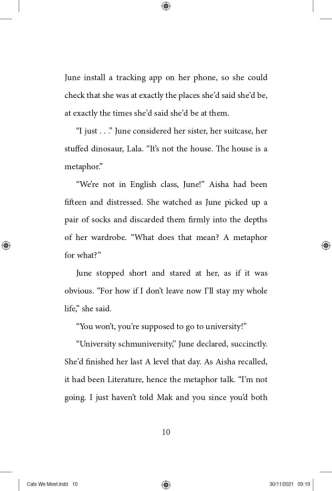 June install a tracking app on her phone, so she could
check that she was at exactly the places she'd said she'd be,
at exactly the times she'd said she'd be at them.
“I just . . .” June considered her sister, her suitcase, her
stuffed dinosaur, Lala. “It's not the house. The house is a
metaphor.”
“We're not in English class, June!” Aisha had been
fifteen and distressed. She watched as June picked up a
pair of socks and discarded them firmly into the depths
of her wardrobe. “What does that mean? A metaphor
for what?”
June stopped short and stared at her, as if it was
obvious. “For how if I don't leave now I'll stay my whole
life,” she said.
“You won't, you're supposed to go to university!”
“University schmuniversity,” June declared, succinctly.
She'd finished her last A level that day. As Aisha recalled,
it had been Literature, hence the metaphor talk. “I'm not
going. I just haven't told Mak and you since you'd both
10
Cats We Meet.indd 10
30/11/2021 09:19